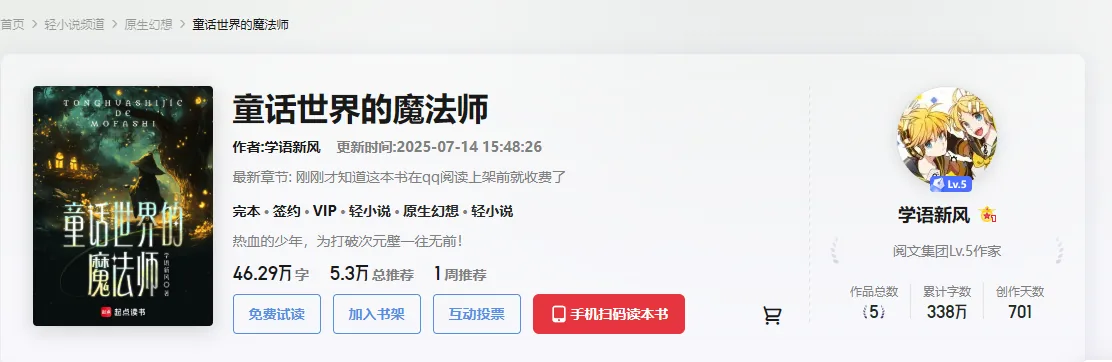 首页 > 轻小说频道 > 原生幻想 > 童话世界的魔法师
TONGHUASHIJIE
DE
MOFASHI
童话世界的
魔法师
学语新风 著
起点读书
童话世界的魔法师
作者:学语新风 更新时间:2025-07-14 15:48:26
最新章节: 刚刚才知道这本书在qq阅读上架前就收费了
完本 • 签约 • VIP • 轻小说 • 原生幻想 • 轻小说
热血的少年，为打破次元壁一往无前！
46.29万 字 5.3万 总推荐 1 周推荐
免费试读 加入书架 互动投票 手机扫码读本书
Lv.5
学语新风
阅文集团Lv.5作家
作品总数 累计字数 创作天数
5 338万 701